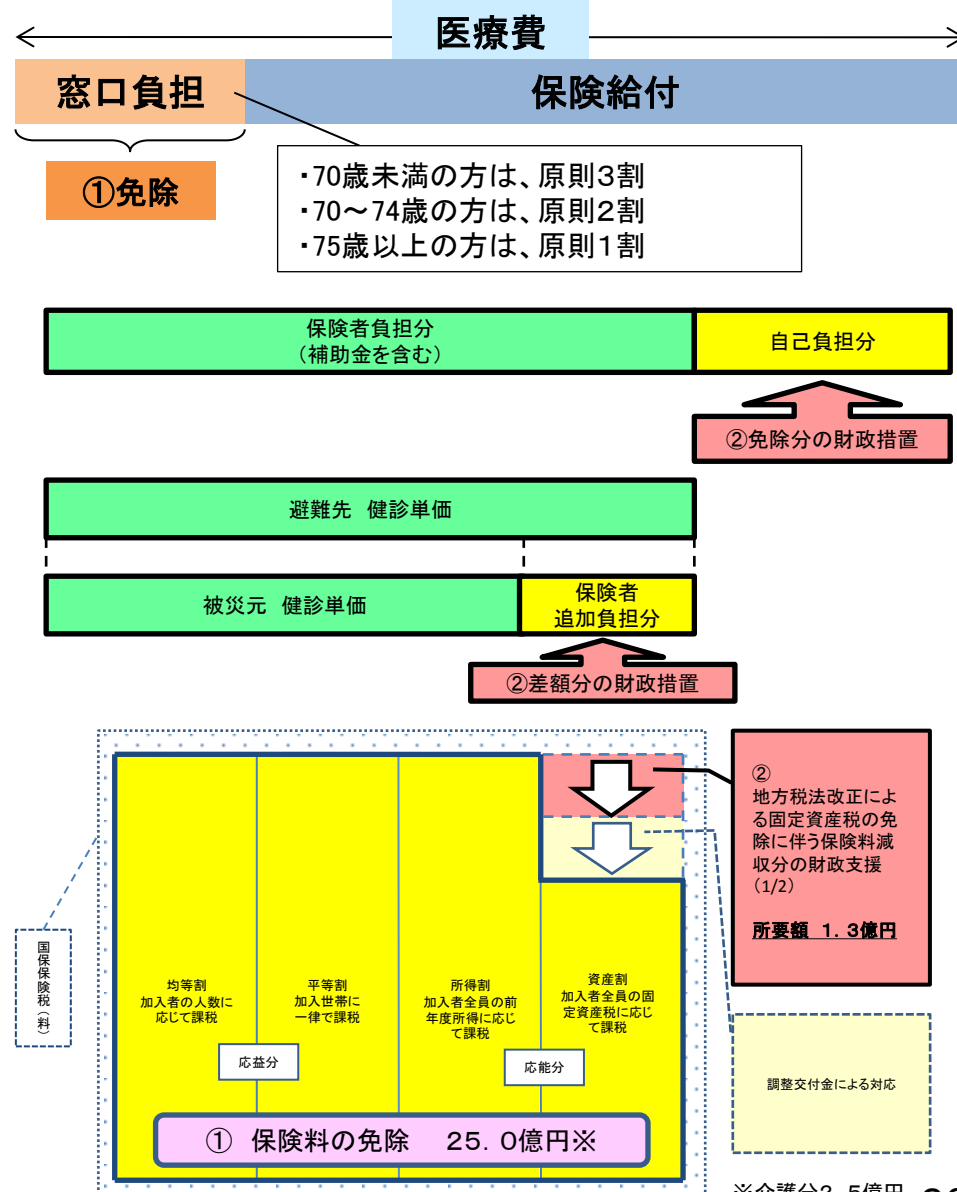 医療費
窓口負担
保険給付
①免除
・70歳未満の方は、原則３割
・70～74歳の方は、原則２割
・75歳以上の方は、原則１割
保険者負担分
（補助金を含む）
自己負担分
②免除分の財政措置
避難先　健診単価
被災元　健診単価
保険者
追加負担分
②差額分の財政措置
②
地方税法改正によ
る固定資産税の免
除に伴う保険料減
収分の財政支援
（1/2）
所要額　１．３億円
国保保険税（料）
均等割
加入者の人数に
応じて課税
平等割
加入世帯に
一律で課税
所得割
加入者全員の前
年度所得に応じ
て課税
資産割
加入者全員の固
定資産税に応じ
て課税
応益分
応能分
調整交付金による対応
①　保険料の免除　２５．０億円※